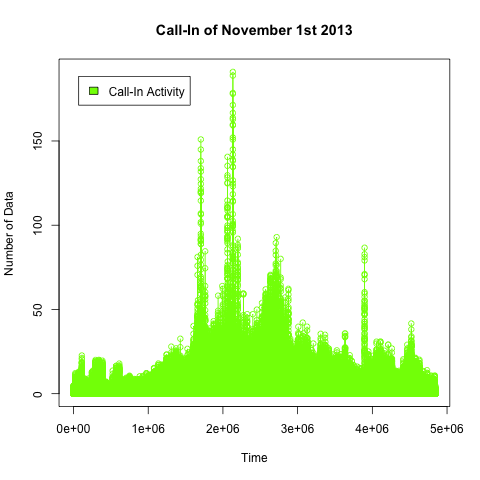 Call-In of November 1st 2013
Call-In Activity
Number of Data
150
100
50
0
0e+00 1e+06 2e+06 3e+06 4e+06 5e+06
Time